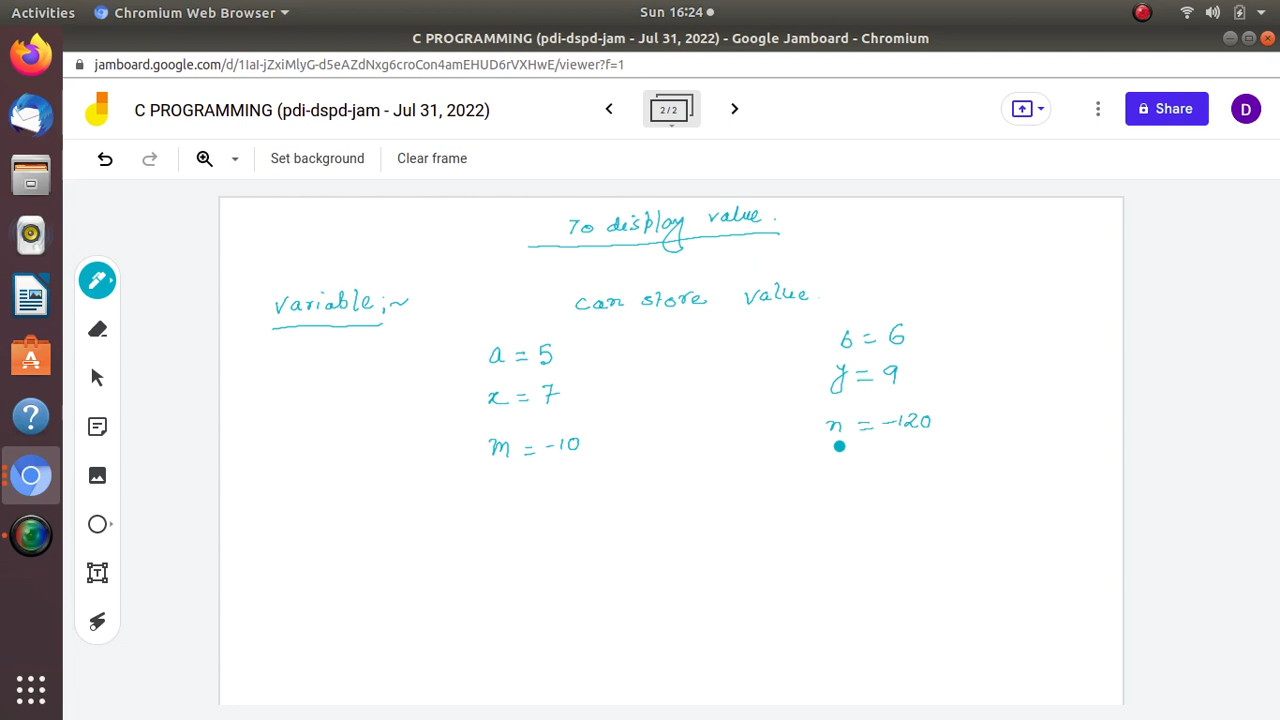 Activities Chromium Web Browser Sun 16:24
C PROGRAMMING (pdi-dspd-jam - Jul 31, 2022) - Google Jamboard - Chromium
jamboard.google.com/d/1IaI-jZxiMlyG-d5eAZdNxg6croCon4amEHUD6rVXHwE/viewer?f=1
C PROGRAMMING (pdi-dspd-jam - Jul 31, 2022) 2/2 Share D
Set background Clear frame
To display value.
Variable;~ can store value.
a = 5 b = 6
x = 7 y = 9
m = -10 n = -120